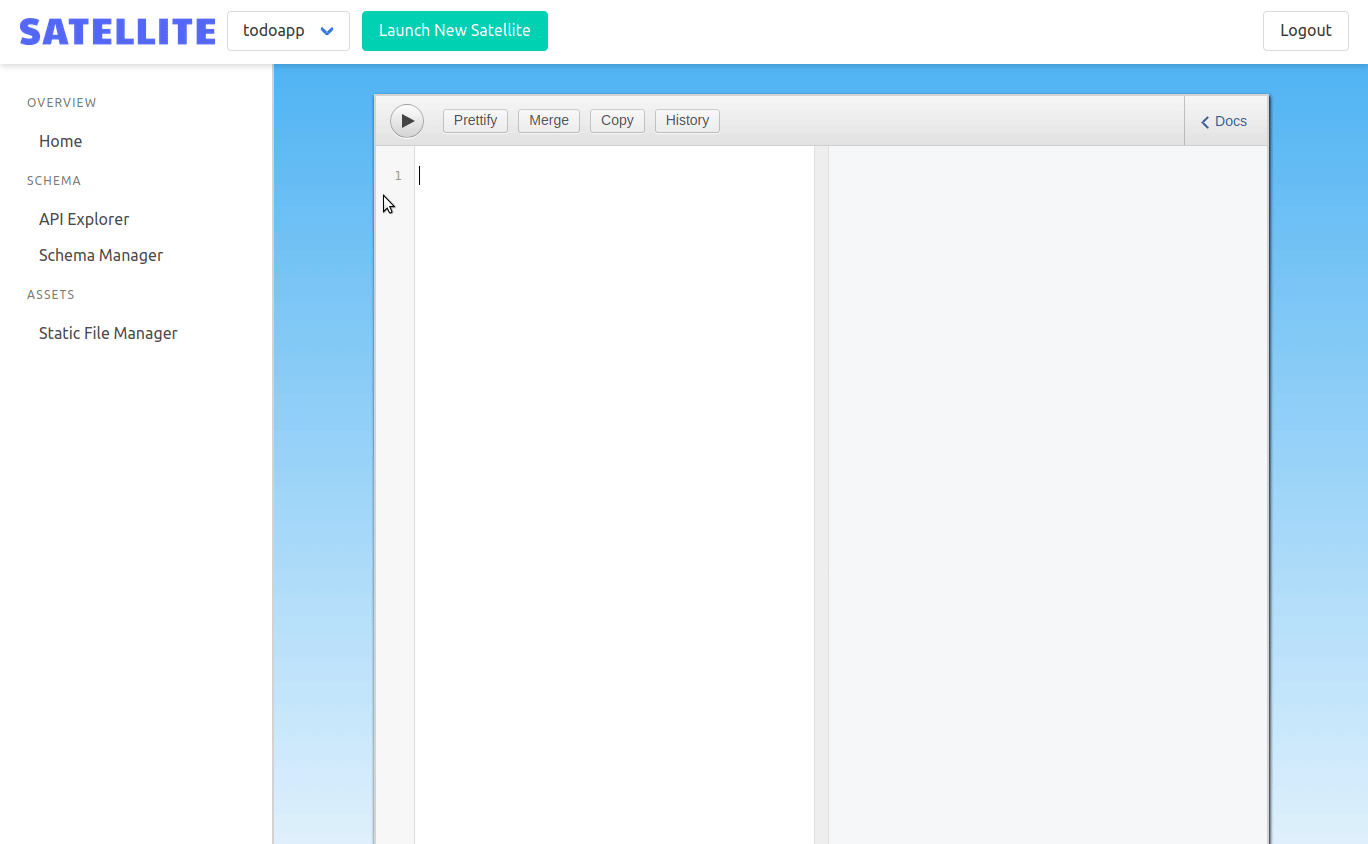 SATELLITE
todoapp
Launch New Satellite
Logout
OVERVIEW
Home
SCHEMA
API Explorer
Schema Manager
ASSETS
Static File Manager
Prettify
Merge
Copy
History
Docs
1